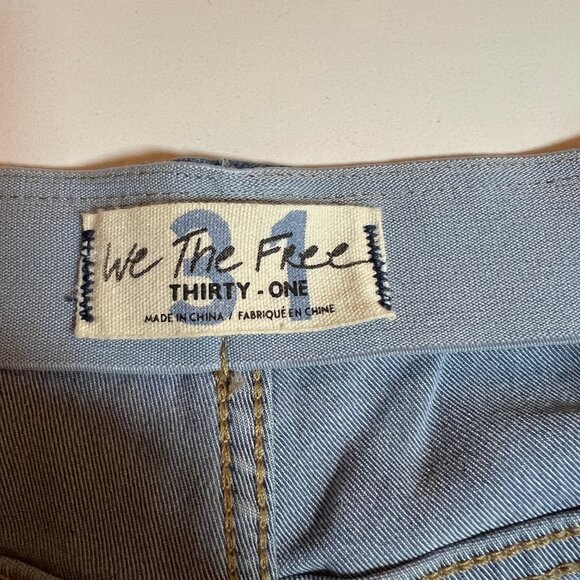 31
We The Free
THIRTY - ONE
MADE IN CHINA / FABRIQUÉ EN CHINE